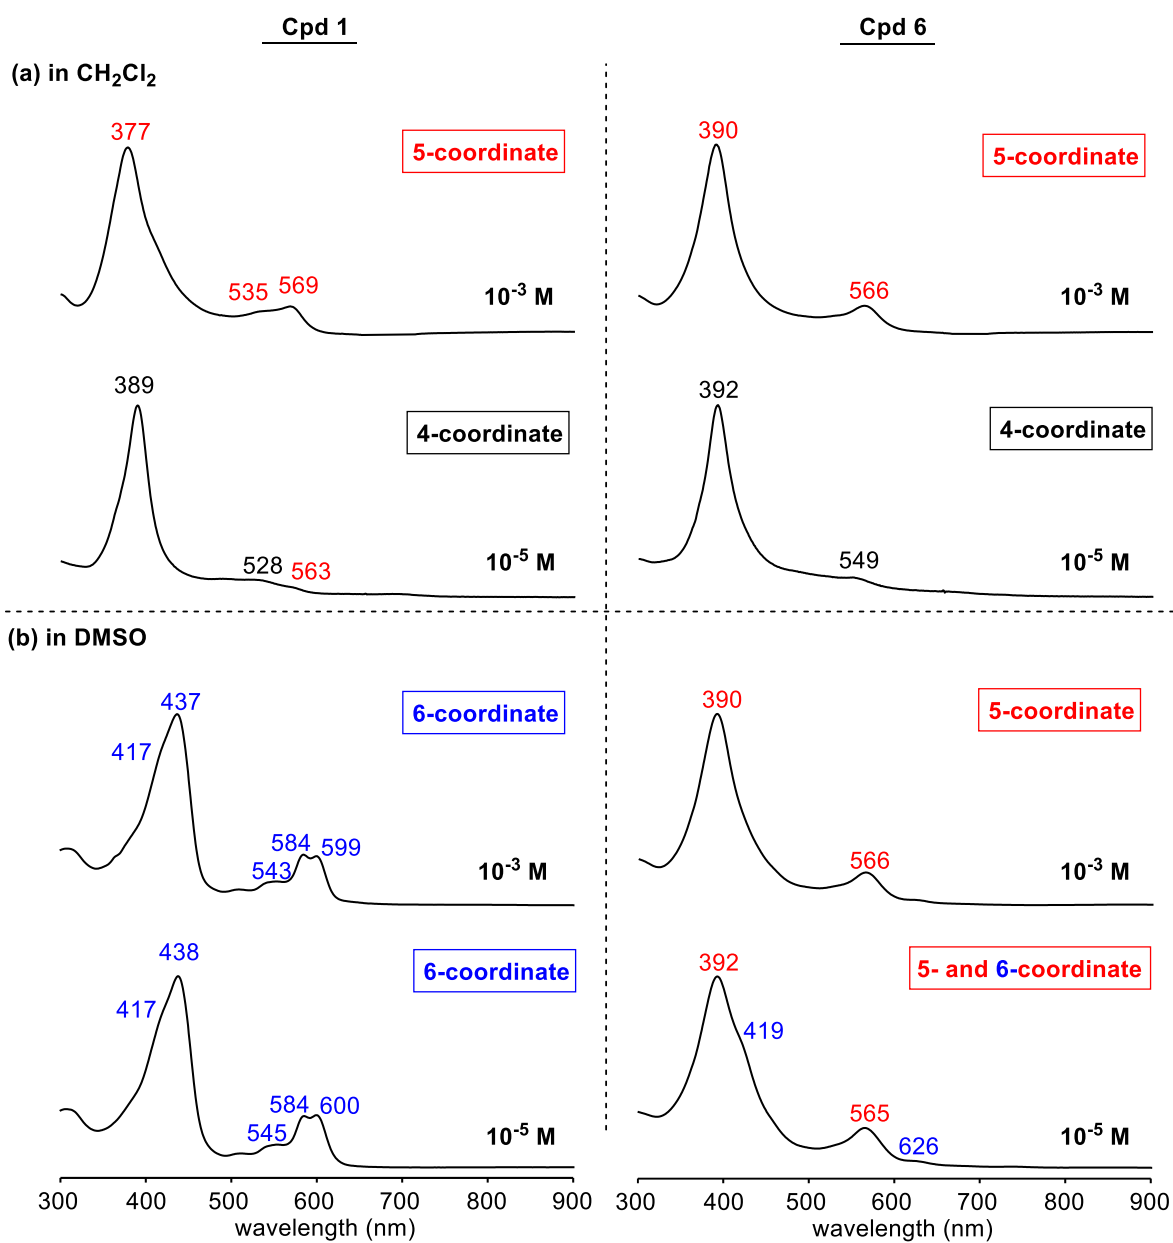 Cpd 1
Cpd 6
(a) in CH₂Cl₂
377
5-coordinate
535
569
10⁻³ M
390
5-coordinate
566
10⁻³ M
389
4-coordinate
528
563
10⁻⁵ M
392
4-coordinate
549
10⁻⁵ M
(b) in DMSO
437
417
6-coordinate
584
599
543
10⁻³ M
390
5-coordinate
566
10⁻³ M
438
417
6-coordinate
584
600
545
10⁻⁵ M
392
5- and 6-coordinate
419
565
626
10⁻⁵ M
300 400 500 600 700 800 900
wavelength (nm)
300 400 500 600 700 800 900
wavelength (nm)